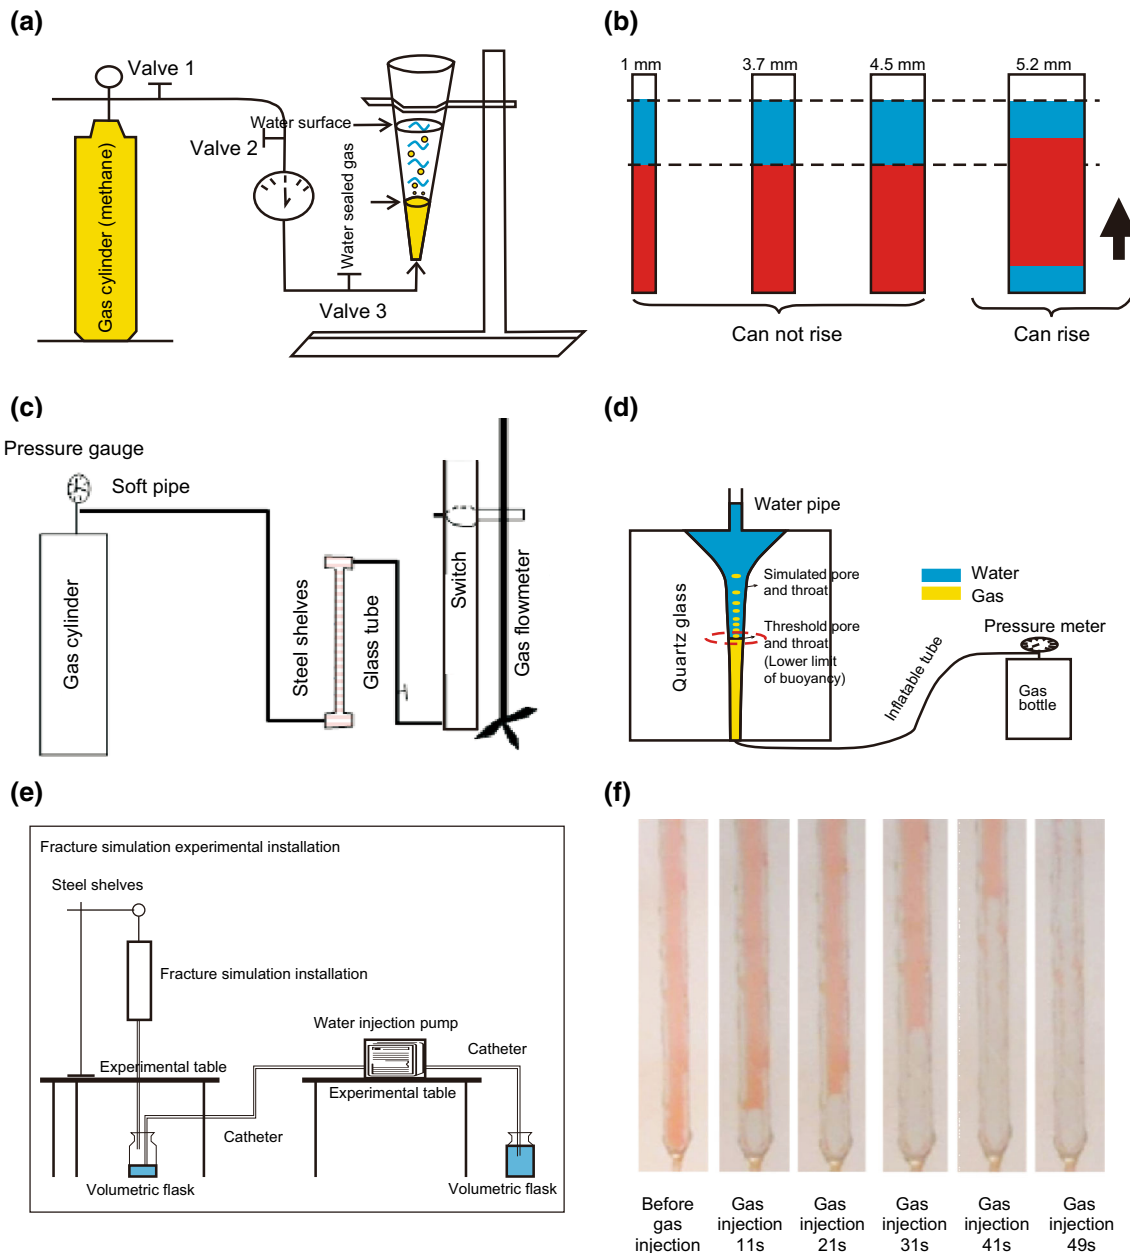 (a)
Valve 1
Water surface
Valve 2
Gas cylinder (methane)
Water sealed gas
Valve 3
(b)
1 mm
3.7 mm
4.5 mm
5.2 mm
Can not rise
Can rise
(c)
Pressure gauge
Soft pipe
Gas cylinder
Steel shelves
Glass tube
Switch
Gas flowmeter
(d)
Water pipe
Quartz glass
Simulated pore
and throat
Threshold pore
and throat
(Lower limit
of buoyancy)
Water
Gas
Pressure meter
Inflatable tube
Gas
bottle
(e)
Fracture simulation experimental installation
Steel shelves
Fracture simulation installation
Water injection pump
Catheter
Experimental table
Experimental table
Catheter
Volumetric flask
Volumetric flask
(f)
Before
gas
injection
Gas
injection
11s
Gas
injection
21s
Gas
injection
31s
Gas
injection
41s
Gas
injection
49s